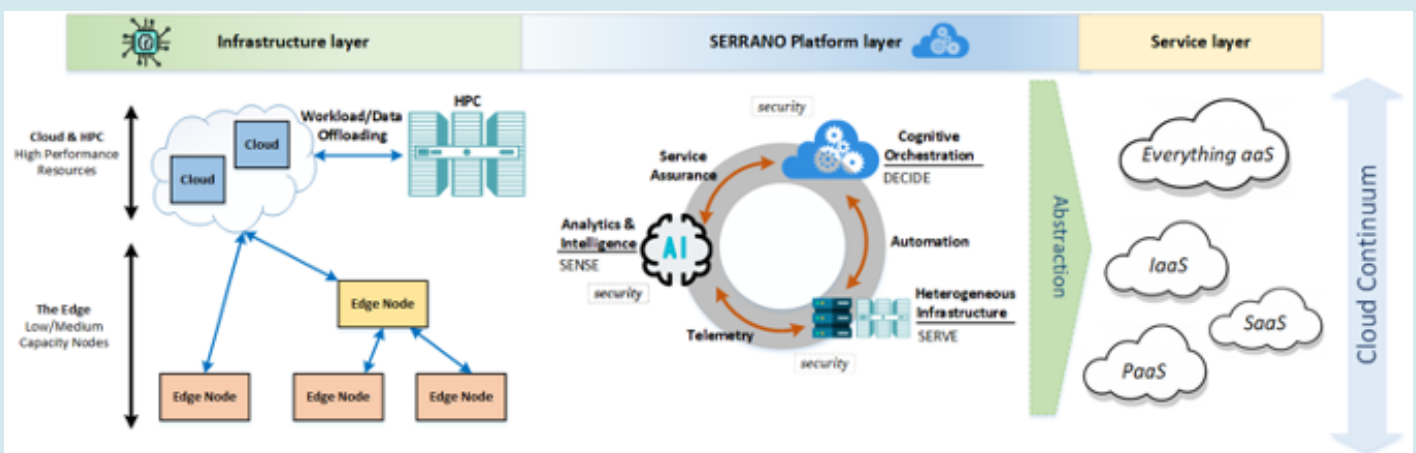 Infrastructure layer
SERRANO Platform layer
Service layer
Cloud & HPC
High Performance
Resources
Cloud
Cloud
Workload/Data
Offloading
HPC
The Edge
Low/Medium
Capacity Nodes
Edge Node
Edge Node
Edge Node
Edge Node
security
Cognitive
Orchestration
DECIDE
Service
Assurance
Analytics &
Intelligence
SENSE
AI
security
Automation
Heterogeneous
Infrastructure
SERVE
Telemetry
security
Abstraction
Everything aaS
IaaS
SaaS
PaaS
Cloud Continuum